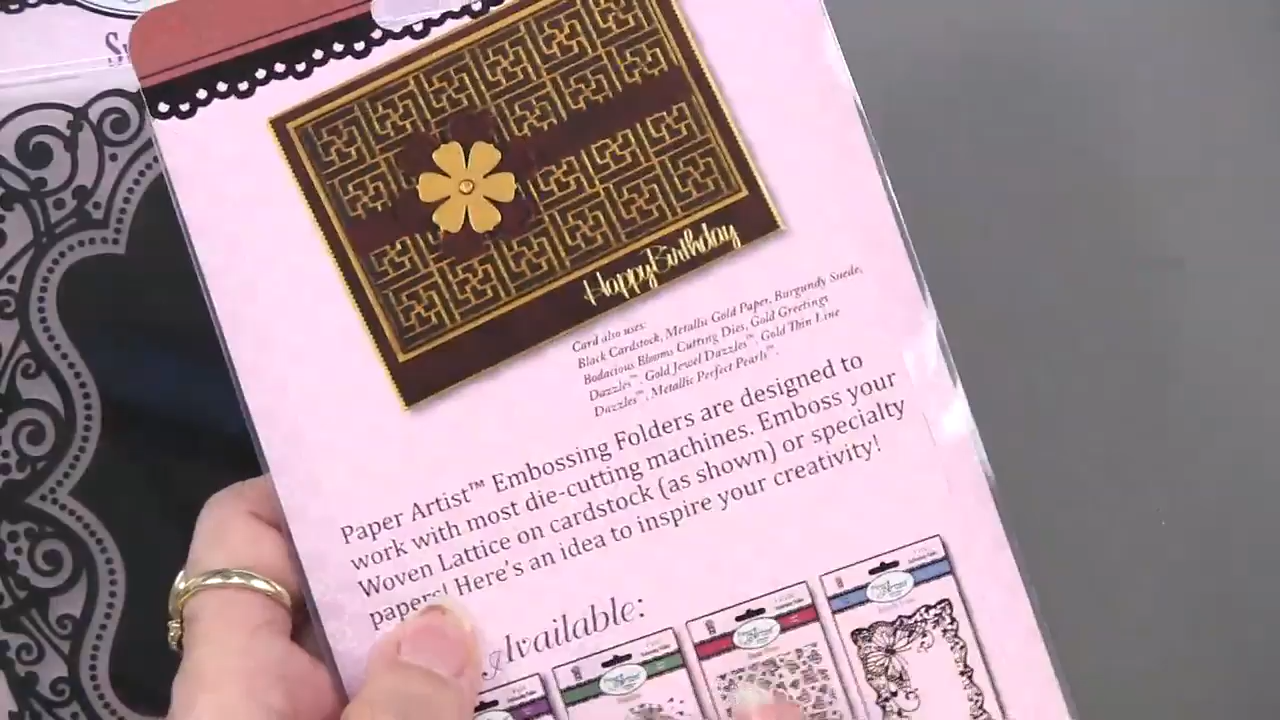 Happy Birthday
Card also uses:
Black Cardstock, Metallic Gold Paper, Burgundy Suede,
Bodacious Blooms Cutting Dies, Gold Greetings
Dazzles™, Gold Jewel Dazzles™, Gold Thin Line
Dazzles™, Metallic Perfect Pearls™.
Paper Artist™ Embossing Folders are designed to
work with most die-cutting machines. Emboss your
Woven Lattice on cardstock (as shown) or specialty
papers! Here's an idea to inspire your creativity!
Available: